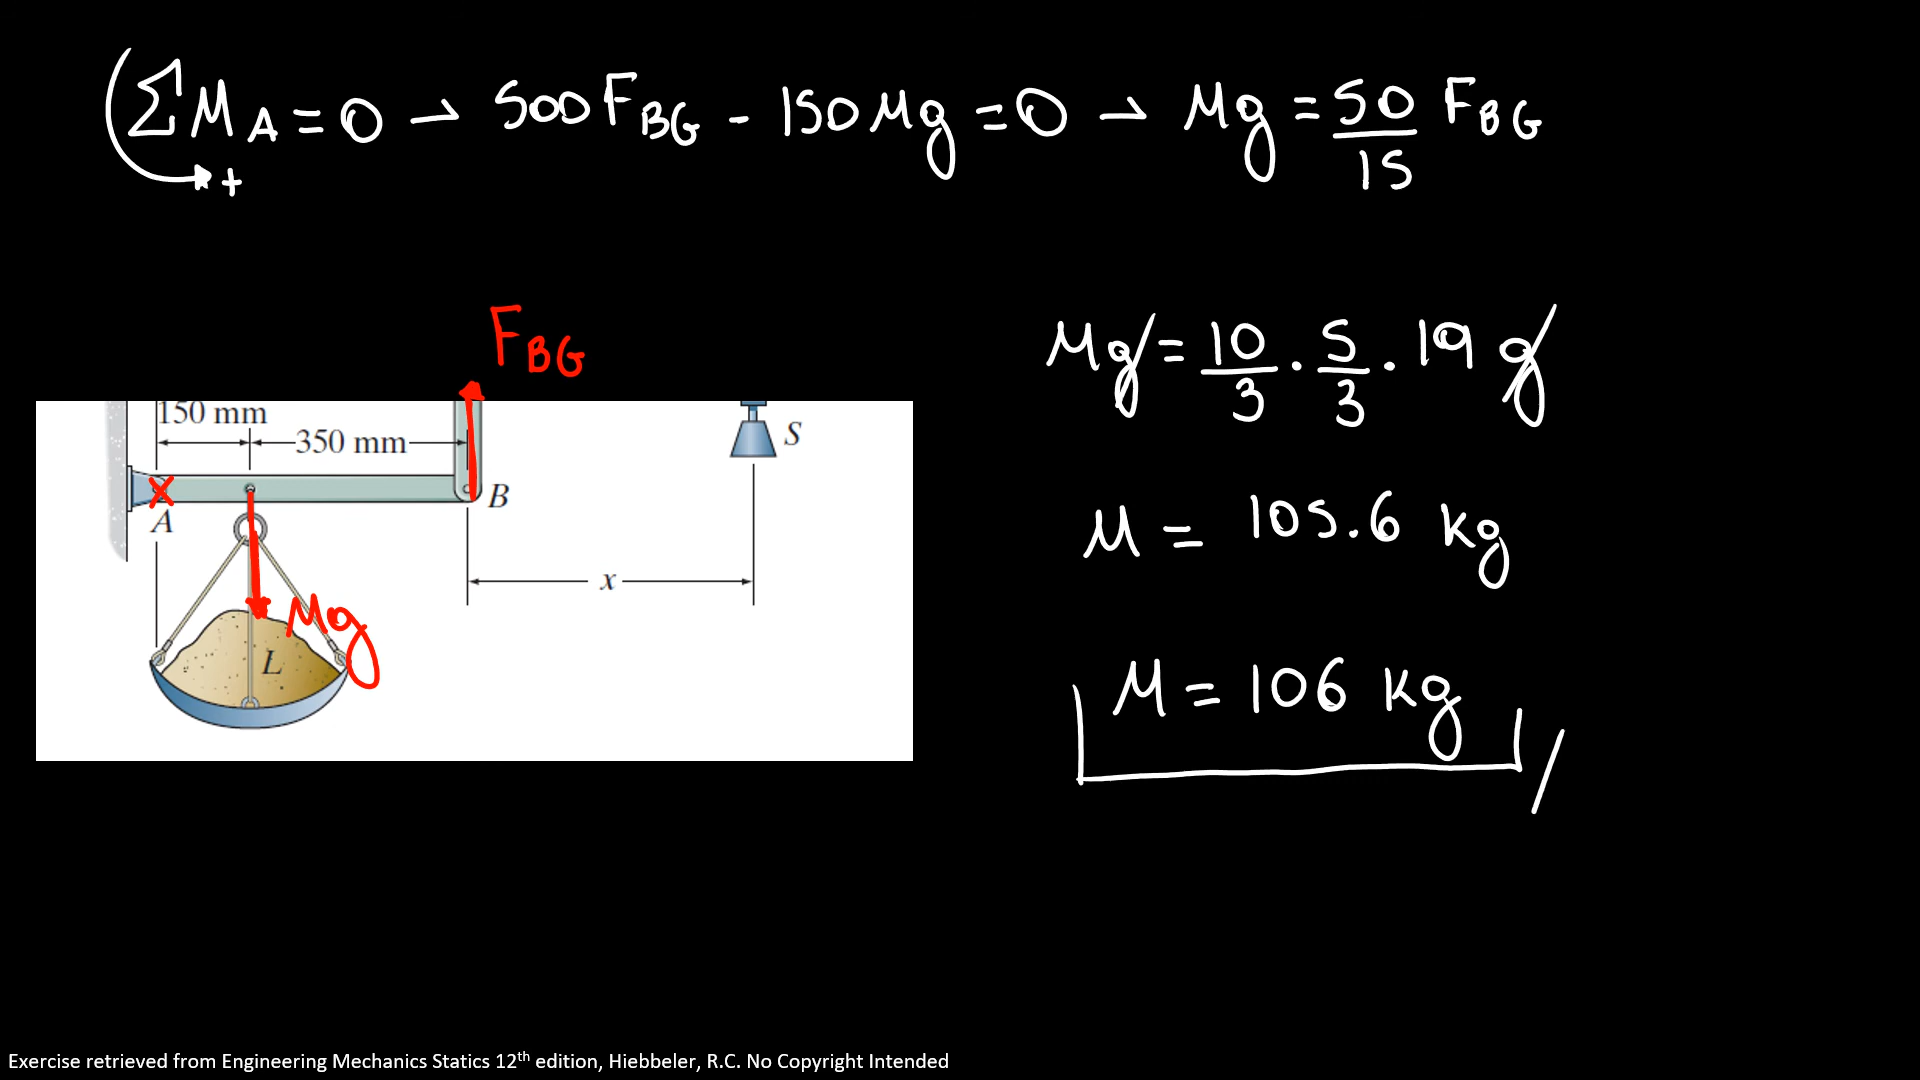 ΣM_A = 0 → 500 F_BG - 150 Mg = 0 → Mg = 50/15 F_BG
+
F_BG
Mg = 10/3 · 5/3 · 19 g
150 mm
350 mm
S
A
B
M = 105.6 kg
x
Mg
L
M = 106 kg
Exercise retrieved from Engineering Mechanics Statics 12th edition, Hiebbeler, R.C. No Copyright Intended